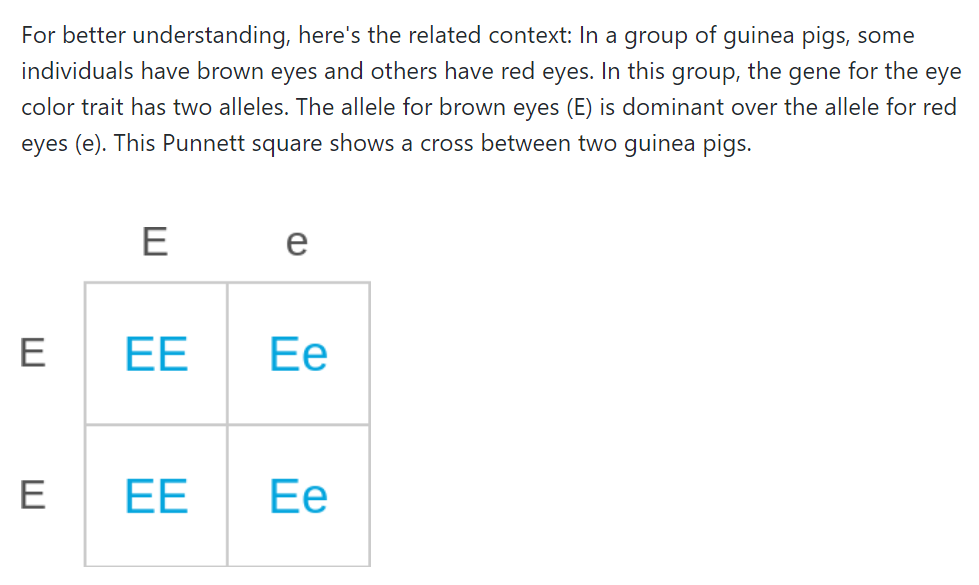 For better understanding, here's the related context: In a group of guinea pigs, some
individuals have brown eyes and others have red eyes. In this group, the gene for the eye
color trait has two alleles. The allele for brown eyes (E) is dominant over the allele for red
eyes (e). This Punnett square shows a cross between two guinea pigs.
E e
E EE Ee
E EE Ee